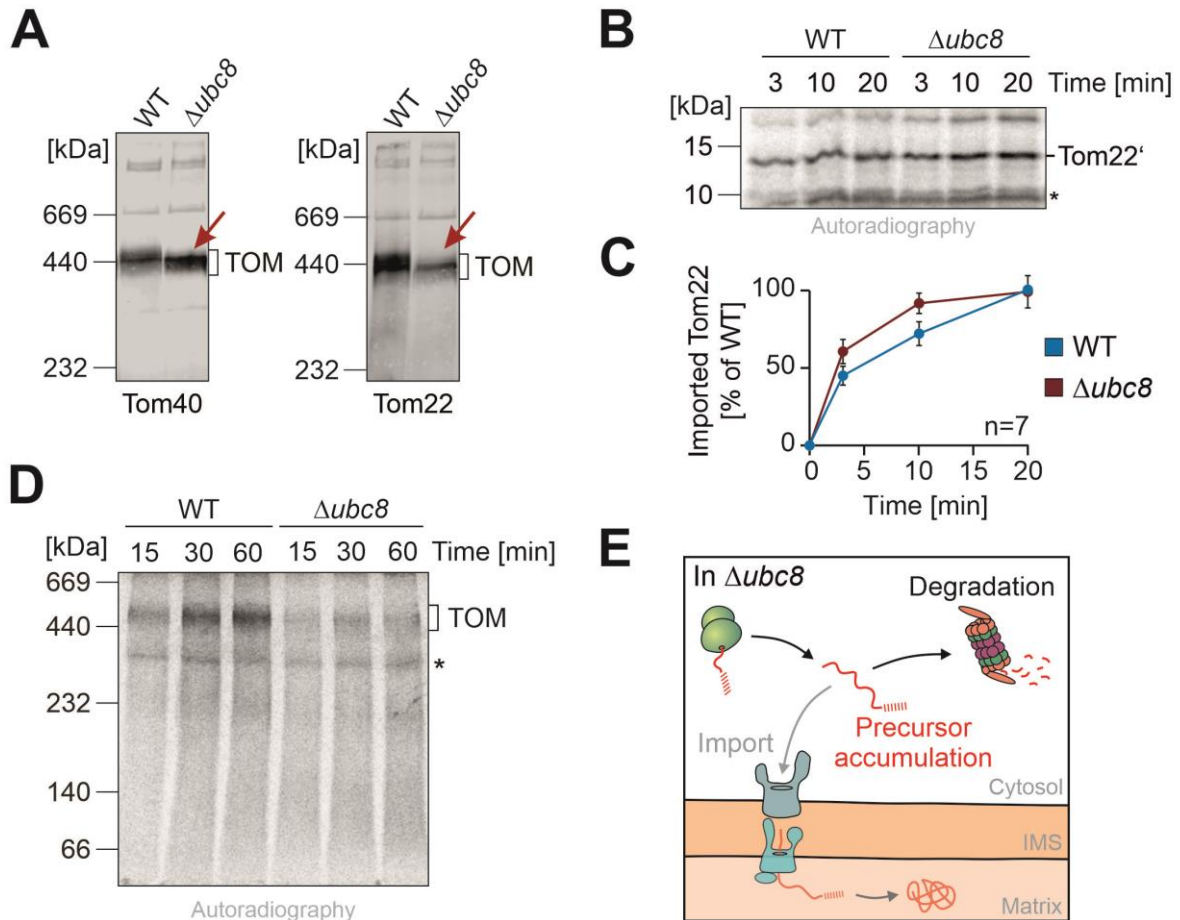 A
WT Δubc8
[kDa]
669
440
232
TOM
Tom40
WT Δubc8
[kDa]
669
440
232
TOM
Tom22
B
WT Δubc8
3 10 20 3 10 20 Time [min]
[kDa]
15
10
Tom22‘
*
Autoradiography
C
Imported Tom22
[% of WT]
100
50
0
0 5 10 15 20
Time [min]
n=7
WT
Δubc8
D
WT Δubc8
[kDa] 15 30 60 15 30 60 Time [min]
669
440
232
140
66
TOM
*
Autoradiography
E
In Δubc8
Degradation
Precursor
accumulation
Import
Cytosol
IMS
Matrix